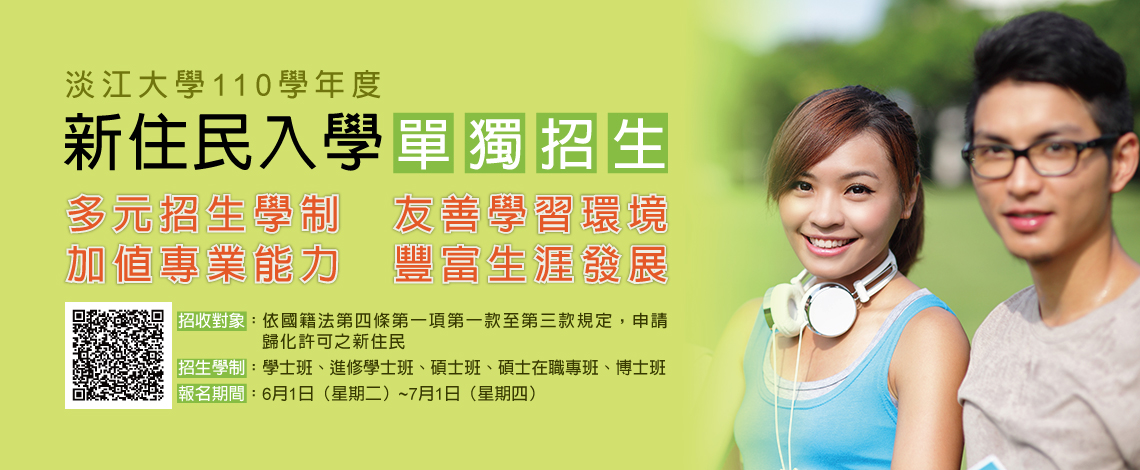 淡江大學110學年度
新住民入學單獨招生
多元招生學制 友善學習環境
加值專業能力 豐富生涯發展
招收對象：依國籍法第四條第一項第一款至第三款規定，申請
歸化許可之新住民
招生學制：學士班、進修學士班、碩士班、碩士在職專班、博士班
報名期間：6月1日（星期二）~7月1日（星期四）